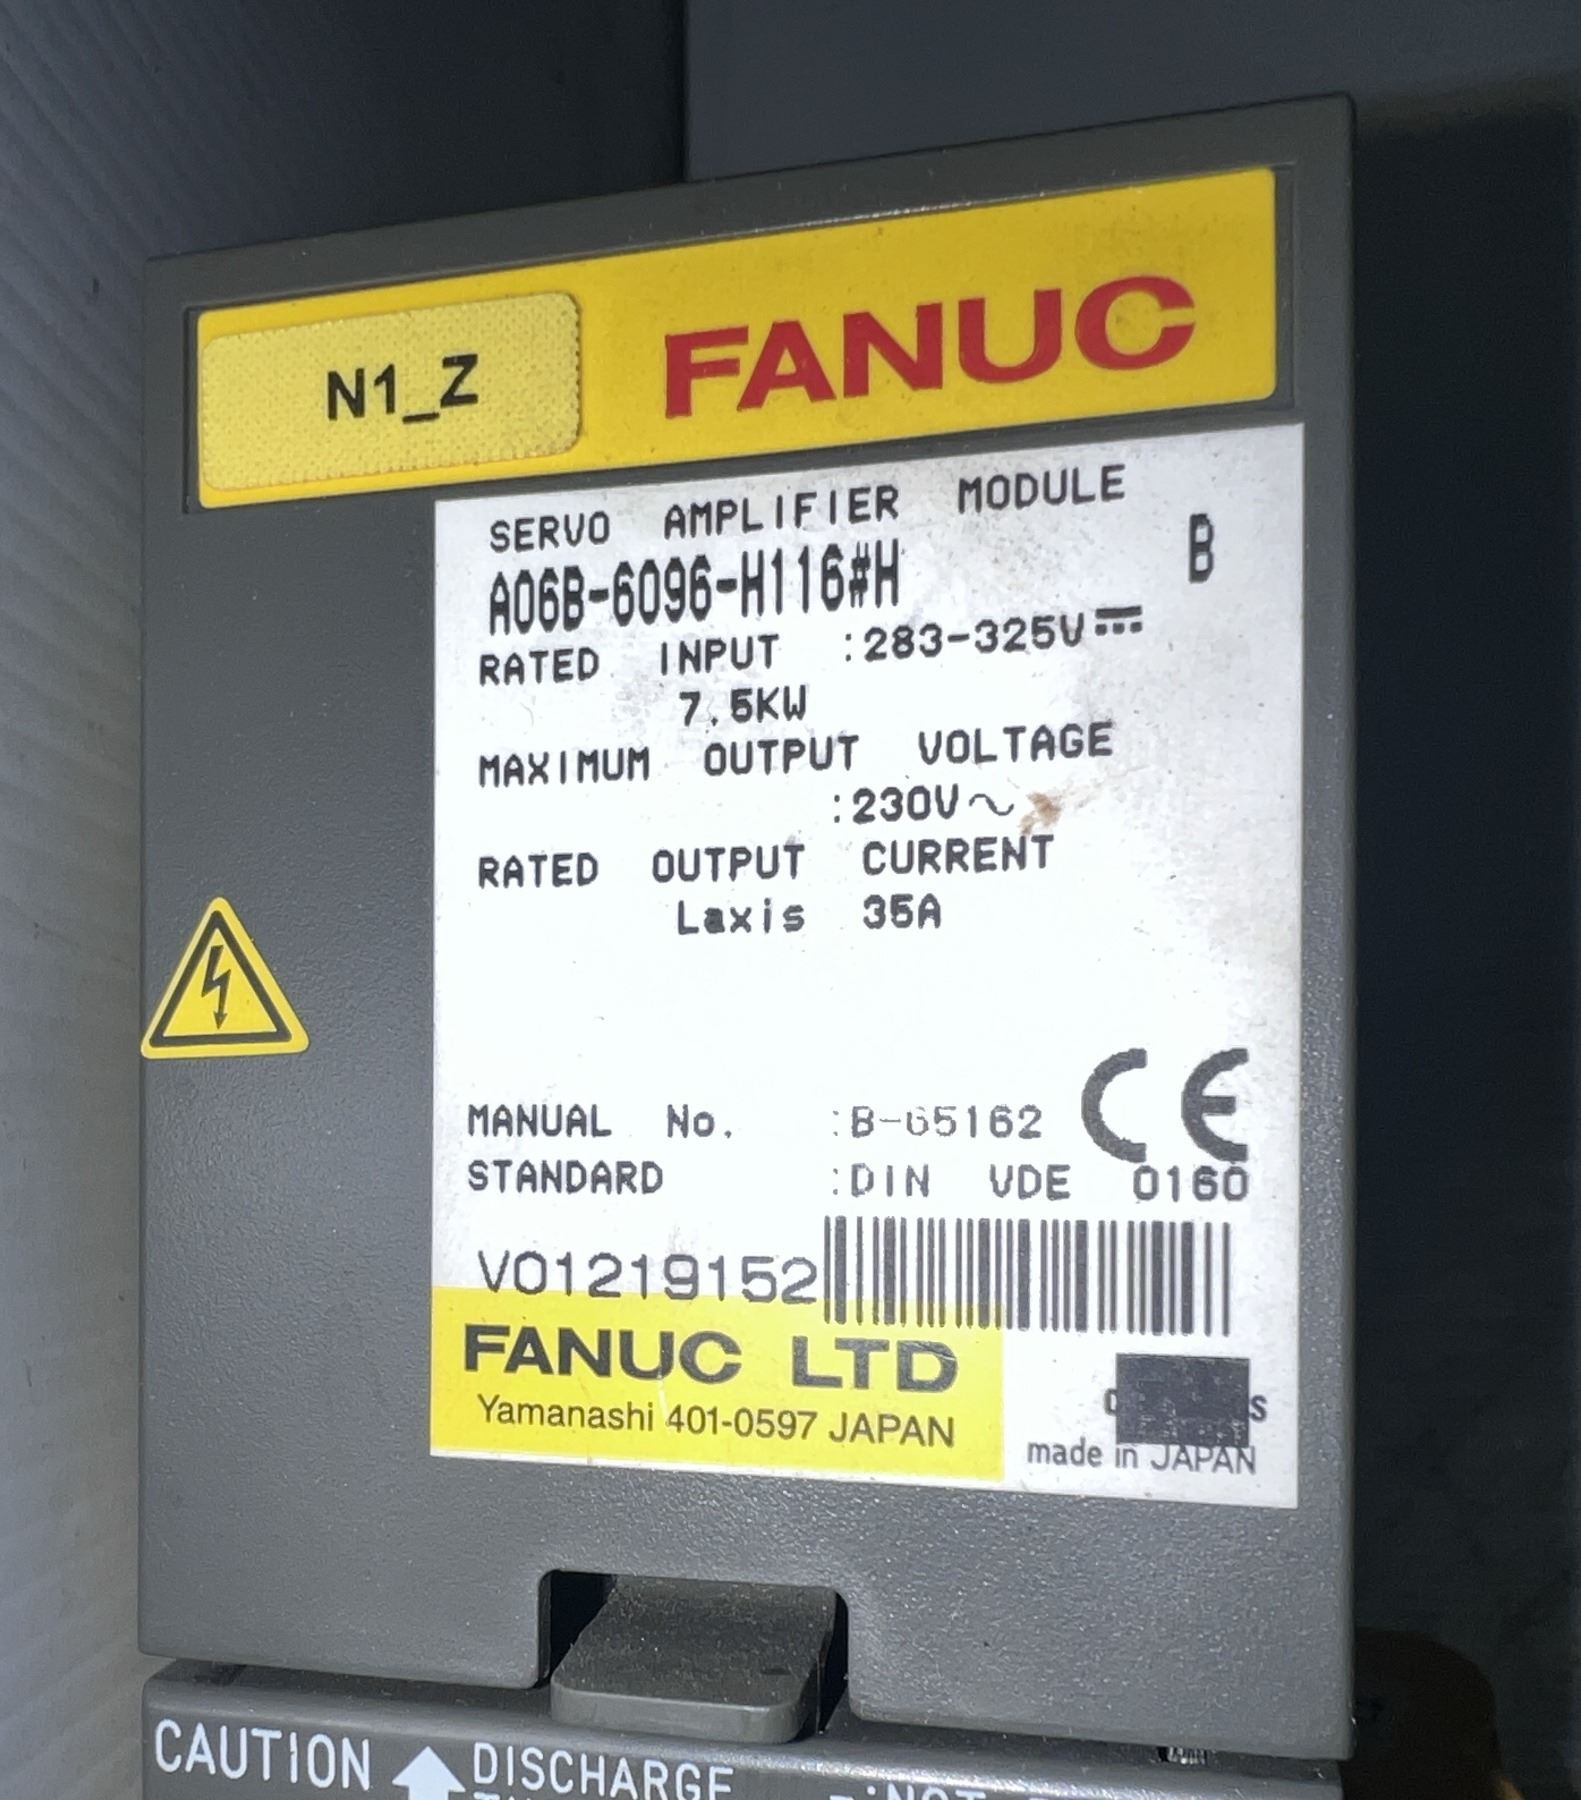 N1_Z
FANUC
SERVO AMPLIFIER MODULE
A06B-6096-H116#H B
RATED INPUT :283-325V⎓
7.5KW
MAXIMUM OUTPUT VOLTAGE
:230V~
RATED OUTPUT CURRENT
Laxis 35A
MANUAL No. :B-65162 CE
STANDARD :DIN VDE 0160
V01219152
FANUC LTD
Yamanashi 401-0597 JAPAN
made in JAPAN
CAUTION DISCHARGE